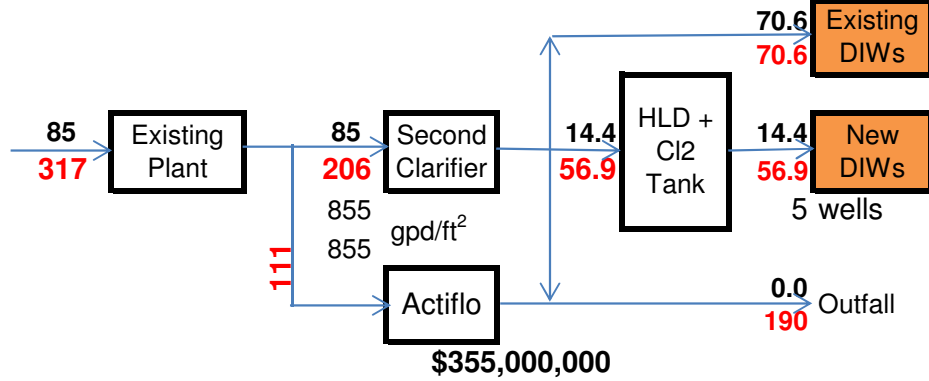 70.6
70.6
Existing
DIWs
85
317
Existing
Plant
85
206
Second
Clarifier
14.4
56.9
HLD +
Cl2
Tank
14.4
56.9
New
DIWs
5 wells
855
855
gpd/ft²
111
Actiflo
0.0
190
Outfall
$355,000,000